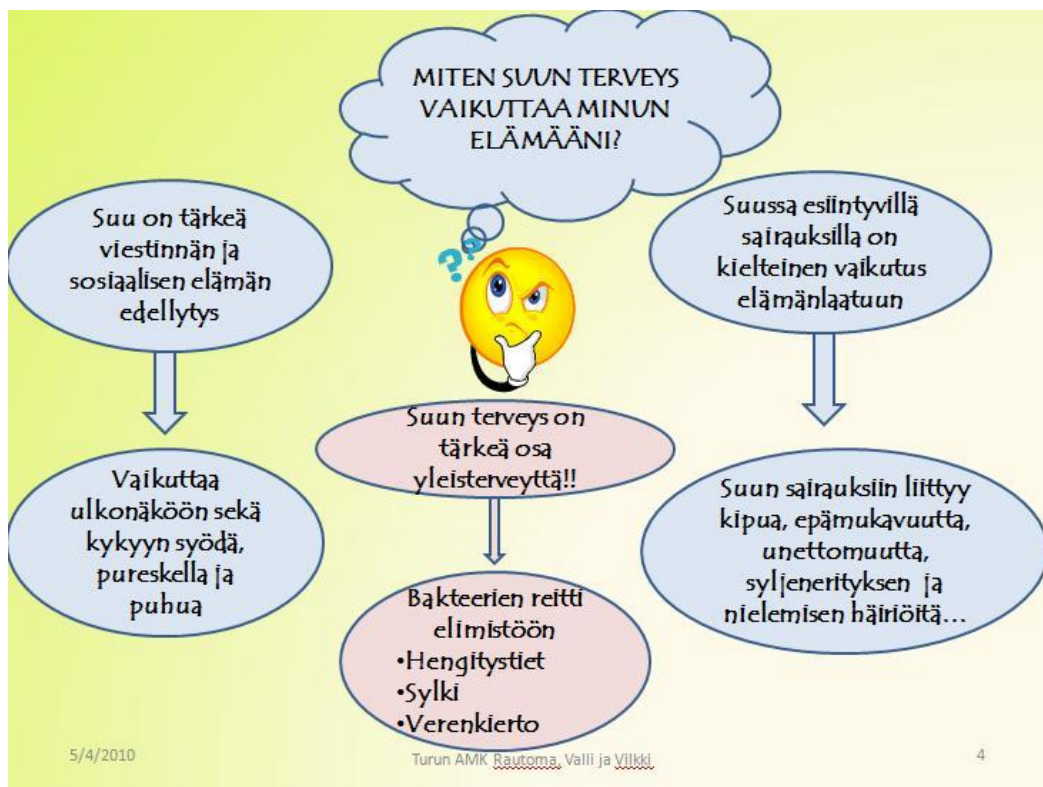 MITEN SUUN TERVEYS
VAIKUTTAA MINUN
ELÄMÄÄNI?
Suu on tärkeä
viestinnän ja
sosiaalisen elämän
edellytys
Suussa esiintyvillä
sairauksilla on
kielteinen vaikutus
elämänlaatuun
??
Suun terveys on
tärkeä osa
yleisterveyttä!!
Vaikuttaa
ulkonäköön sekä
kykyyn syödä,
pureskella ja
puhua
Suun sairauksiin liittyy
kipua, epämukavuutta,
unettomuutta,
syljenerityksen ja
nielemisen häiriöitä...
Bakteerien reitti
elimistöön
•Hengitystiet
•Sylki
•Verenkierto
5/4/2010
Turun AMK Rautoma, Valli ja Vilkki
4